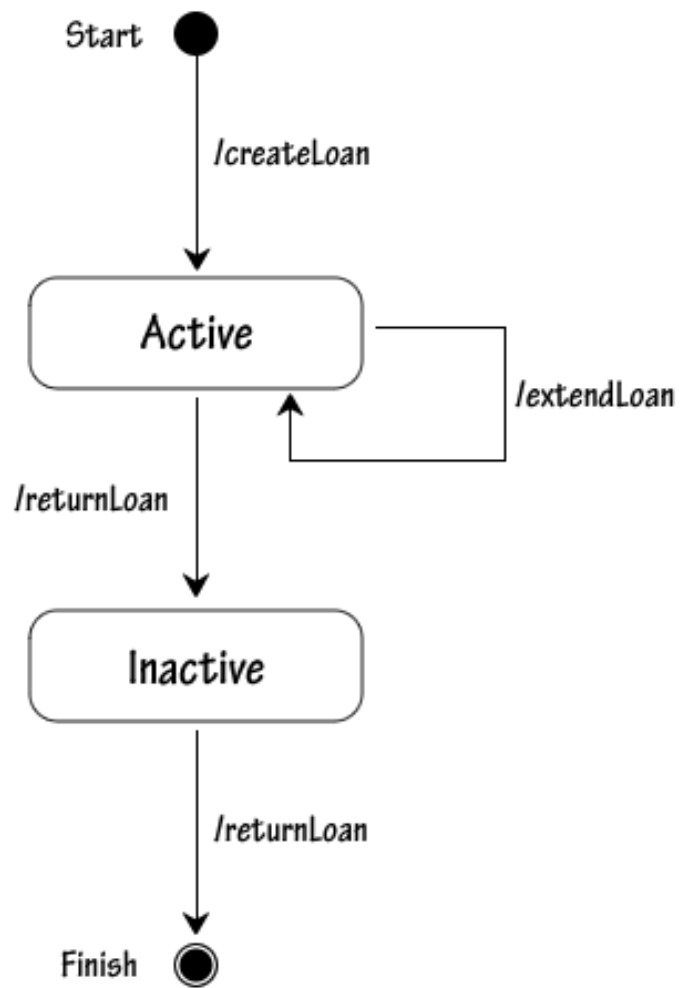 Start
/createLoan
Active
/extendLoan
/returnLoan
Inactive
/returnLoan
Finish